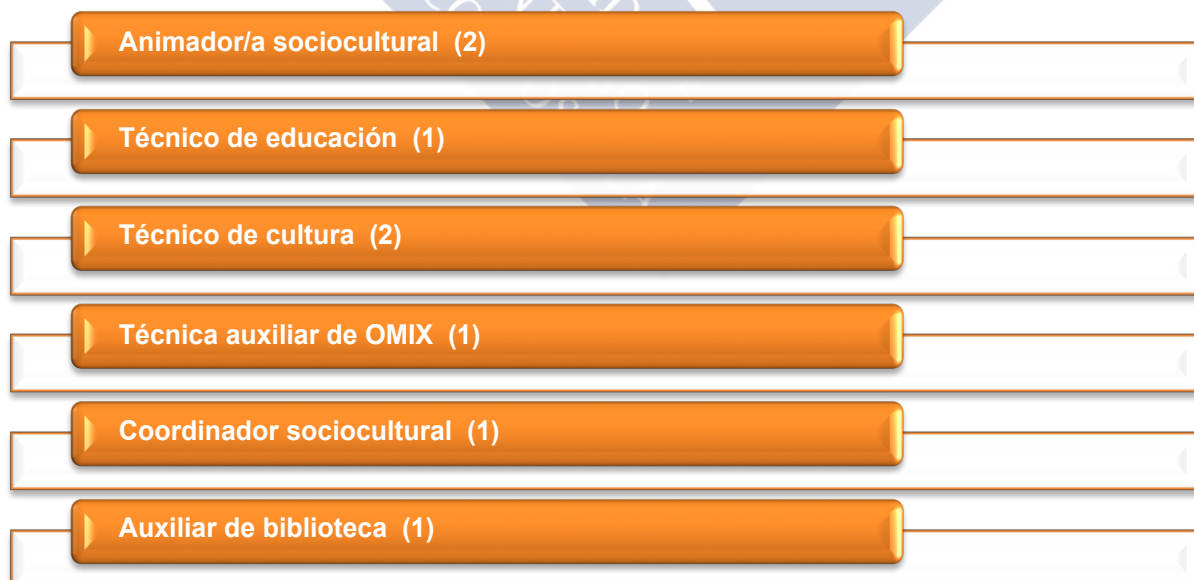 Animador/a sociocultural (2)
Técnico de educación (1)
Técnico de cultura (2)
Técnica auxiliar de OMIX (1)
Coordinador sociocultural (1)
Auxiliar de biblioteca (1)